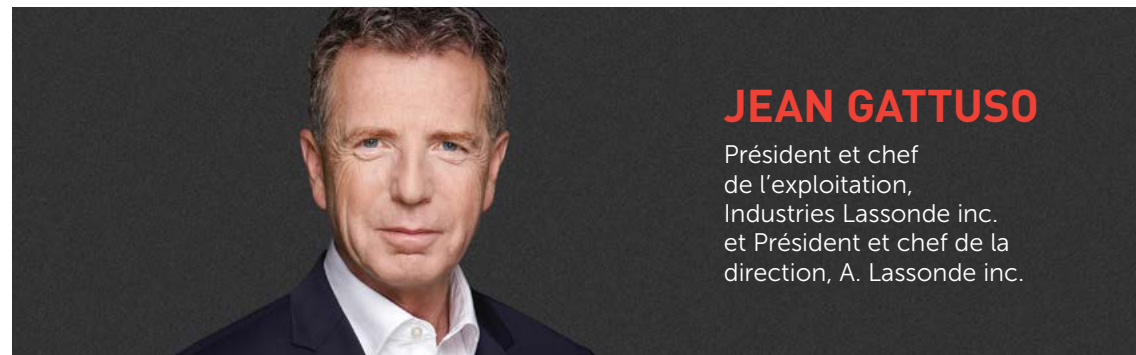 JEAN GATTUSO
Président et chef
de l’exploitation,
Industries Lassonde inc.
et Président et chef de la
direction, A. Lassonde inc.